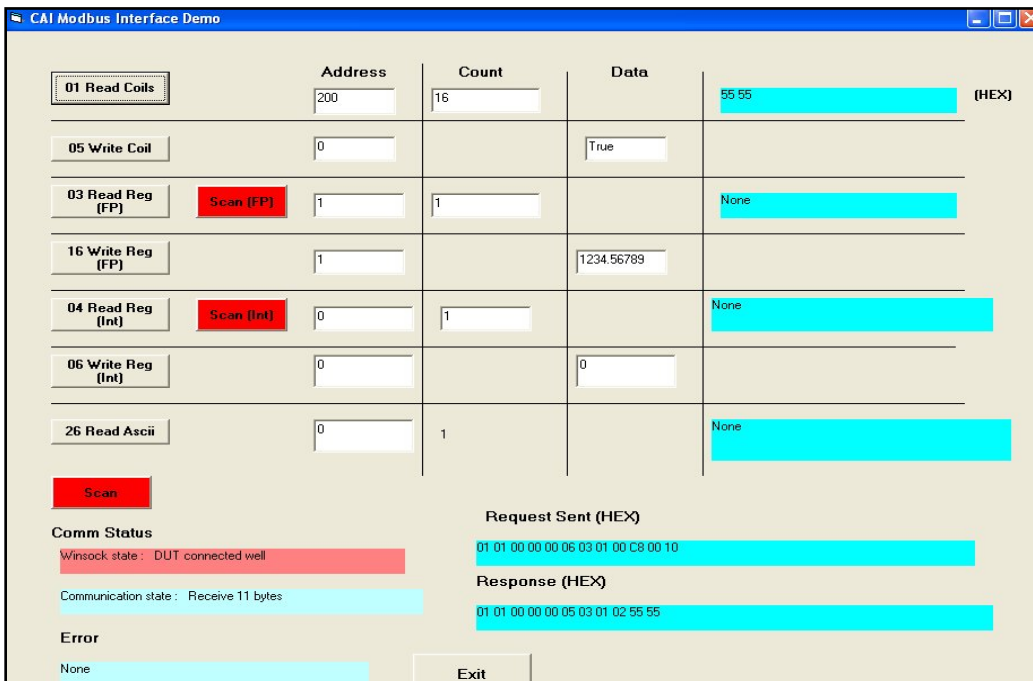 CAI Modbus Interface Demo
Address Count Data
01 Read Coils 200 16 55 55 (HEX)
05 Write Coil 0 True
03 Read Reg (FP) Scan (FP) 1 1 None
16 Write Reg (FP) 1 1234.56789
04 Read Reg (Int) Scan (Int) 0 1 None
06 Write Reg (Int) 0 0
26 Read Ascii 0 1 None
Scan
Comm Status
Winsock state : DUT connected well
Communication state : Receive 11 bytes
Error
None
Request Sent (HEX)
01 01 00 00 00 06 03 01 00 C8 00 10
Response (HEX)
01 01 00 00 00 05 03 01 02 55 55
Exit